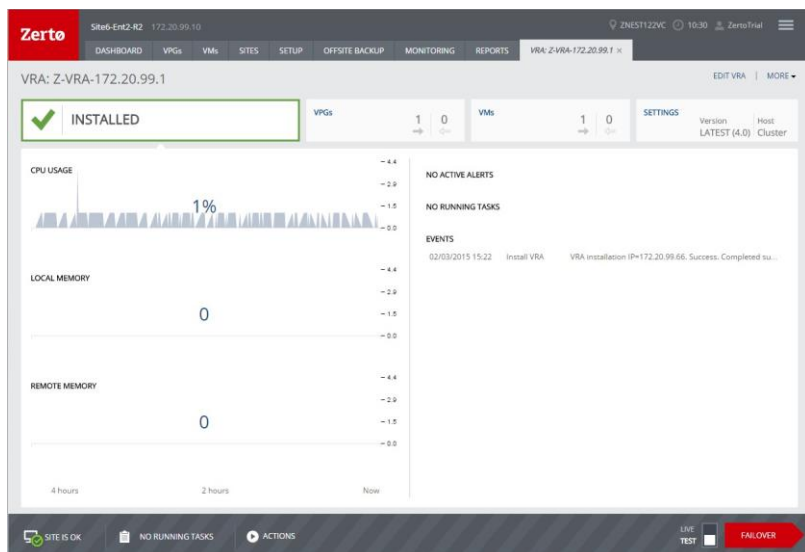 Zertø
Site6-Ent2-R2 172.20.99.10
ZNEST122VC 10:30 ZertoTrial
DASHBOARD VPGs VMs SITES SETUP OFFSITE BACKUP MONITORING REPORTS VRA: Z-VRA-172.20.99.1 ×
VRA: Z-VRA-172.20.99.1
EDIT VRA | MORE
INSTALLED
VPGs 1 0
VMs 1 0
SETTINGS
Version Host
LATEST (4.0) Cluster
CPU USAGE
1%
4.4
2.9
1.5
0.0
LOCAL MEMORY
0
4.4
2.9
1.5
0.0
REMOTE MEMORY
0
4.4
2.9
1.5
0.0
4 hours 2 hours Now
NO ACTIVE ALERTS
NO RUNNING TASKS
EVENTS
02/03/2015 15:22 Install VRA VRA installation IP=172.20.99.66. Success. Completed su...
SITE IS OK NO RUNNING TASKS ACTIONS
LIVE
TEST
FAILOVER